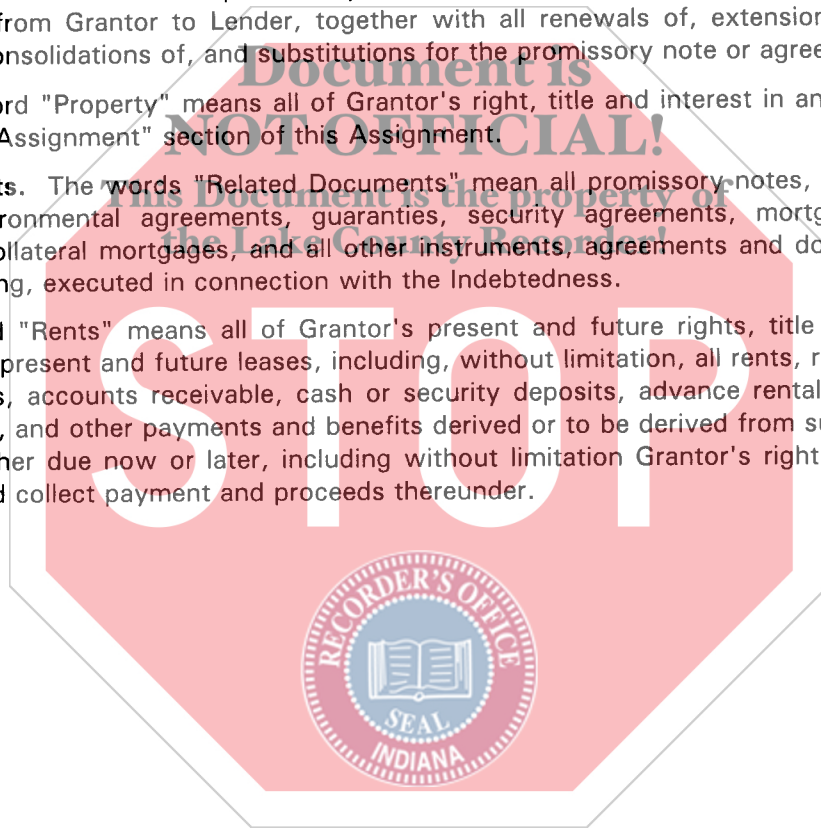 from Grantor to Lender, together with all renewals of, extension
onsolidations of, and substitutions for the promissory note or agree
Document is
ord "Property" means all of Grantor's right, title and interest in an
NOT OFFICIAL!
Assignment" section of this Assignment.
ts. The words "Related Documents" mean all promissory notes,
This Document is the property of
ronmental agreements, guaranties, security agreements, mortg
the Lake County Recorder!
ollateral mortgages, and all other instruments, agreements and do
ng, executed in connection with the Indebtedness.
"Rents" means all of Grantor's present and future rights, title
present and future leases, including, without limitation, all rents, r
s, accounts receivable, cash or security deposits, advance rental
STOP
, and other payments and benefits derived or to be derived from su
her due now or later, including without limitation Grantor's right
d collect payment and proceeds thereunder.
RECORDER'S OFFICE
SEAL
INDIANA